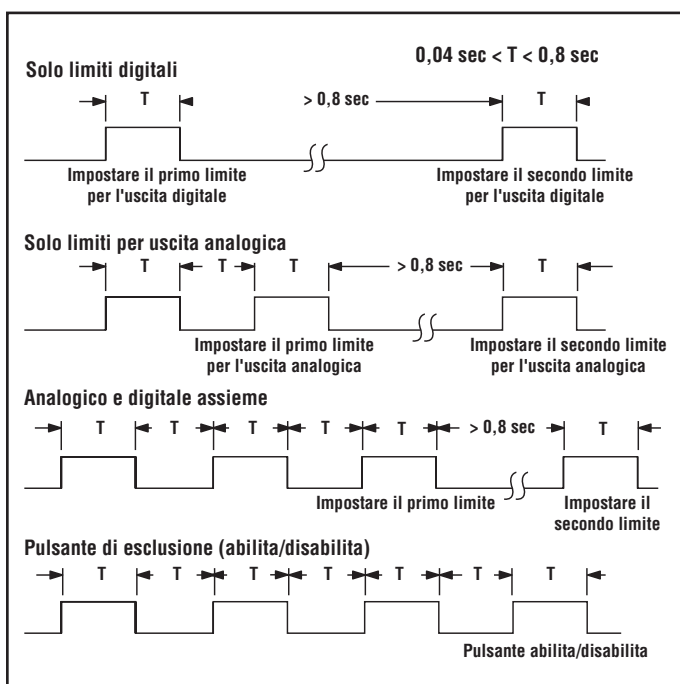 0,04 sec < T < 0,8 sec
Solo limiti digitali
T > 0,8 sec T
Impostare il primo limite Impostare il secondo limite
per l'uscita digitale per l'uscita digitale
Solo limiti per uscita analogica
T T T > 0,8 sec T
Impostare il primo limite Impostare il secondo limite
per l'uscita analogica per l'uscita analogica
Analogico e digitale assieme
T T T T T > 0,8 sec T
Impostare il primo limite Impostare il
secondo limite
Pulsante di esclusione (abilita/disabilita)
T T T T T T T
Pulsante abilita/disabilita